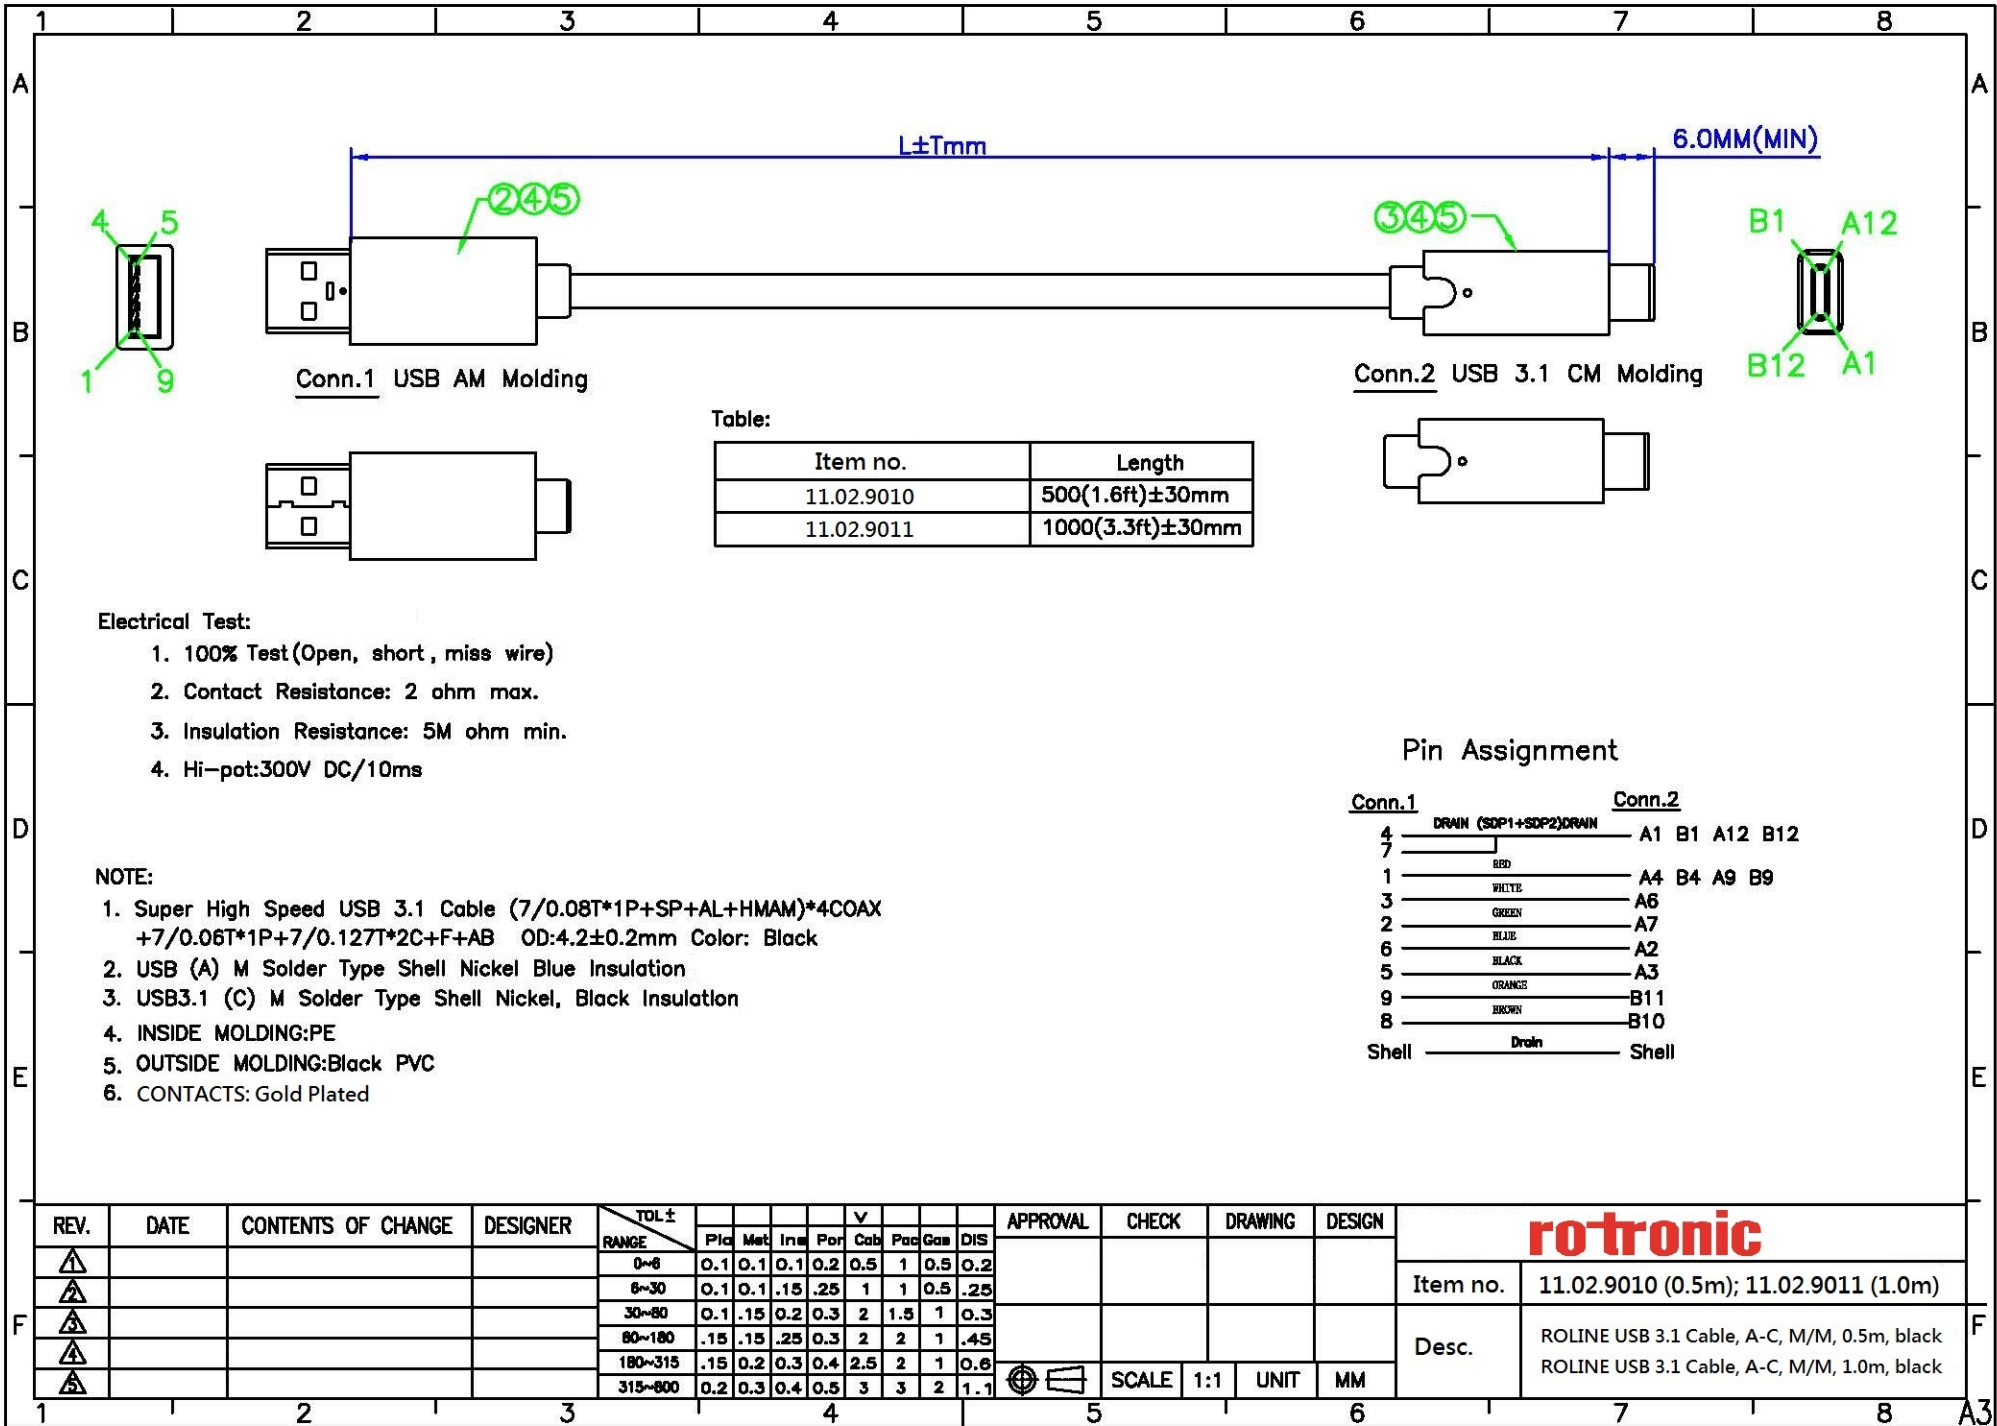 1 2 3 4 5 6 7 8
A A
L±Tmm
6.0MM(MIN)
②④⑤
③④⑤
4 5
B1 A12
B B
1 9
B12 A1
Conn.1 USB AM Molding
Conn.2 USB 3.1 CM Molding
Table:
Item no. Length
11.02.9010 500(1.6ft)±30mm
11.02.9011 1000(3.3ft)±30mm
C C
Electrical Test:
1. 100% Test(Open, short, miss wire)
2. Contact Resistance: 2 ohm max.
3. Insulation Resistance: 5M ohm min.
4. Hi-pot:300V DC/10ms
Pin Assignment
Conn.1 Conn.2
D D
4 DRAIN (SDP1+SDP2)DRAIN A1 B1 A12 B12
7
1 RED A4 B4 A9 B9
3 WHITE A6
2 GREEN A7
6 BLUE A2
5 BLACK A3
9 ORANGE B11
8 BROWN B10
Shell Drain Shell
NOTE:
1. Super High Speed USB 3.1 Cable (7/0.08T*1P+SP+AL+HMAM)*4COAX
+7/0.06T*1P+7/0.127T*2C+F+AB OD:4.2±0.2mm Color: Black
2. USB (A) M Solder Type Shell Nickel Blue Insulation
3. USB3.1 (C) M Solder Type Shell Nickel, Black Insulation
4. INSIDE MOLDING:PE
5. OUTSIDE MOLDING:Black PVC
6. CONTACTS: Gold Plated
E E
REV. DATE CONTENTS OF CHANGE DESIGNER
1
2
3
4
5
TOL± V
RANGE Pla Met Ins Por Cab Pac Gas DIS
0~6 0.1 0.1 0.1 0.2 0.5 1 0.5 0.2
6~30 0.1 0.1 .15 .25 1 1 0.5 .25
30~80 0.1 .15 0.2 0.3 2 1.5 1 0.3
80~180 .15 .15 .25 0.3 2 2 1 .45
180~315 .15 0.2 0.3 0.4 2.5 2 1 0.6
315~800 0.2 0.3 0.4 0.5 3 3 2 1.1
APPROVAL CHECK DRAWING DESIGN
SCALE 1:1 UNIT MM
rotronic
Item no. 11.02.9010 (0.5m); 11.02.9011 (1.0m)
Desc. ROLINE USB 3.1 Cable, A-C, M/M, 0.5m, black
ROLINE USB 3.1 Cable, A-C, M/M, 1.0m, black
F F
1 2 3 4 5 6 7 8 A3